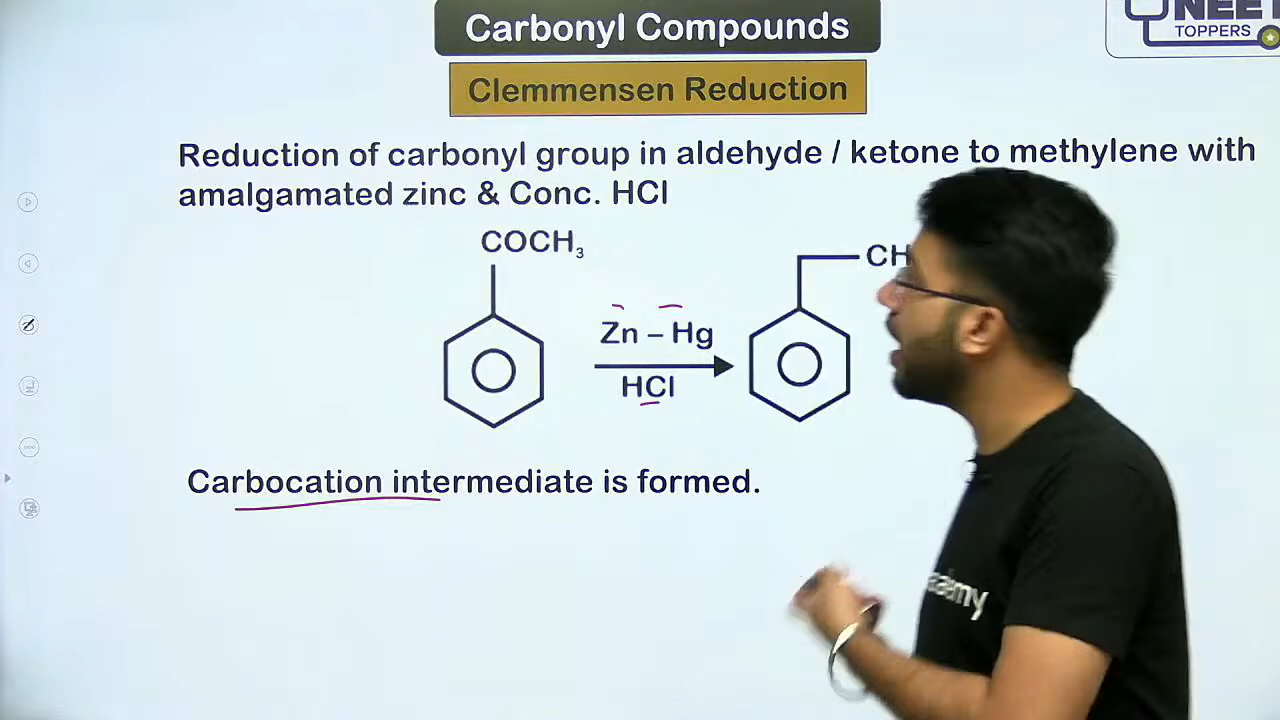 NEET
TOPPERS
Carbonyl Compounds
Clemmensen Reduction
Reduction of carbonyl group in aldehyde / ketone to methylene with
amalgamated zinc & Conc. HCl
COCH₃
CH
Zn – Hg
HCl
Carbocation intermediate is formed.